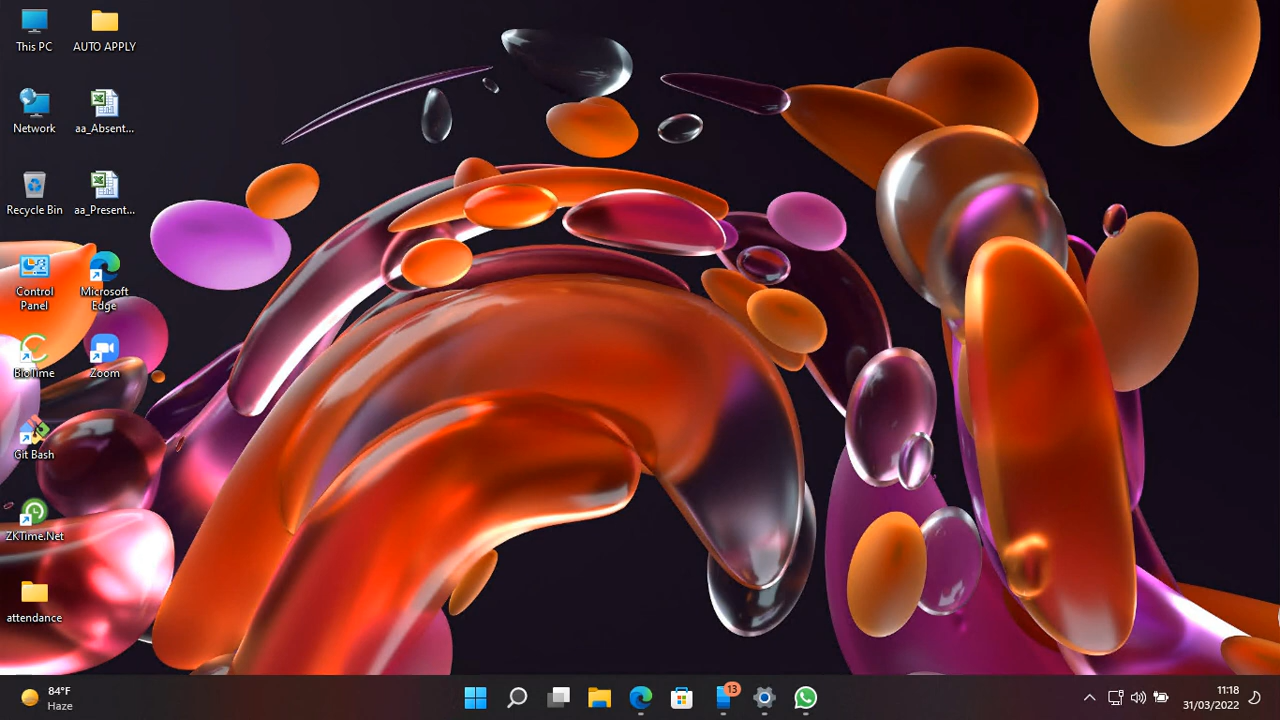 This PC
AUTO APPLY
Network
aa_Absent...
Recycle Bin
aa_Present...
Control
Panel
Microsoft
Edge
BioTime
Zoom
Git Bash
ZKTime.Net
attendance
84°F
Haze
13
11:18
31/03/2022